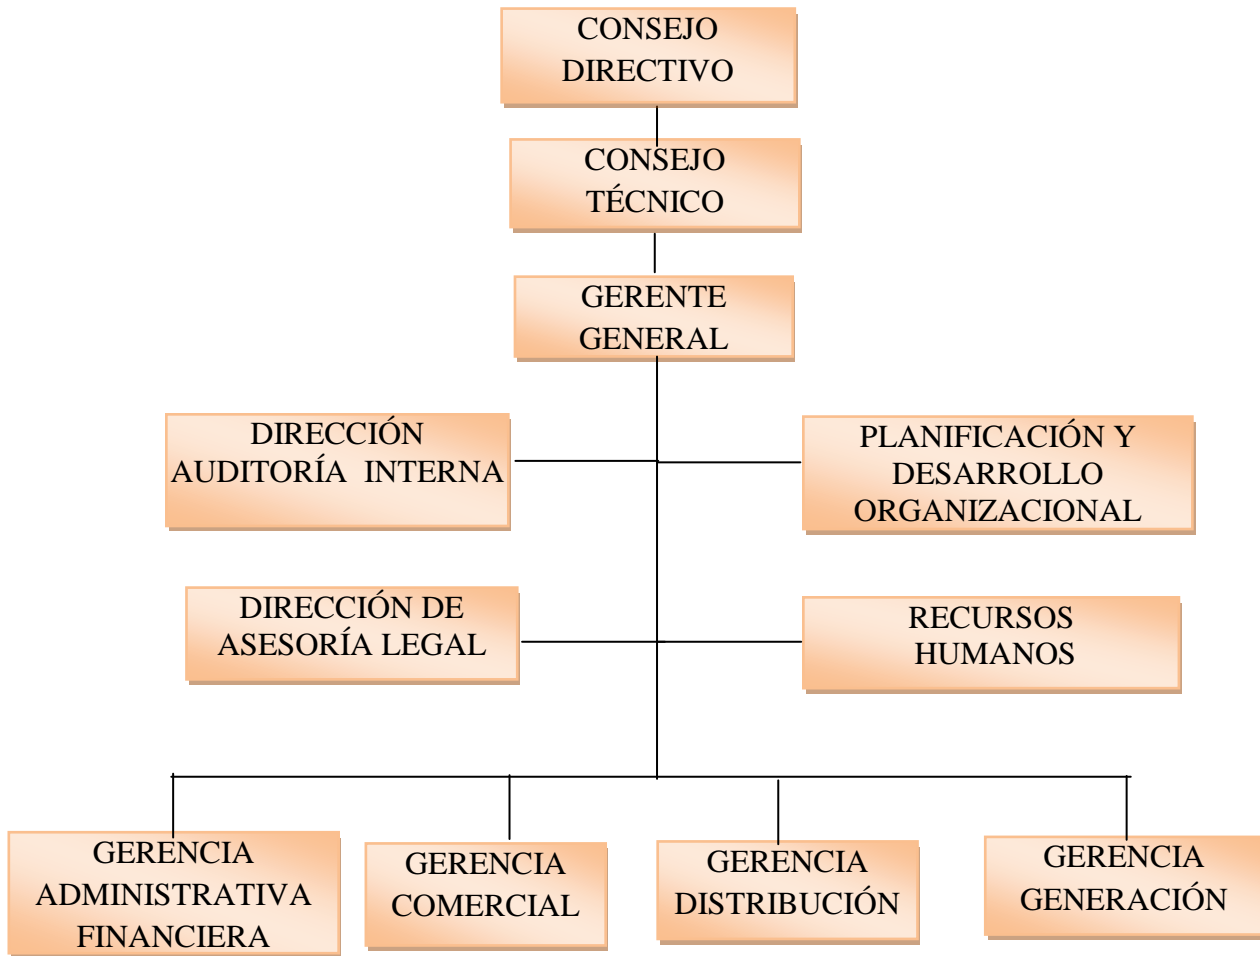 CONSEJO
DIRECTIVO
CONSEJO
TÉCNICO
GERENTE
GENERAL
DIRECCIÓN
AUDITORÍA INTERNA
PLANIFICACIÓN Y
DESARROLLO
ORGANIZACIONAL
DIRECCIÓN DE
ASESORÍA LEGAL
RECURSOS
HUMANOS
GERENCIA
ADMINISTRATIVA
FINANCIERA
GERENCIA
COMERCIAL
GERENCIA
DISTRIBUCIÓN
GERENCIA
GENERACIÓN